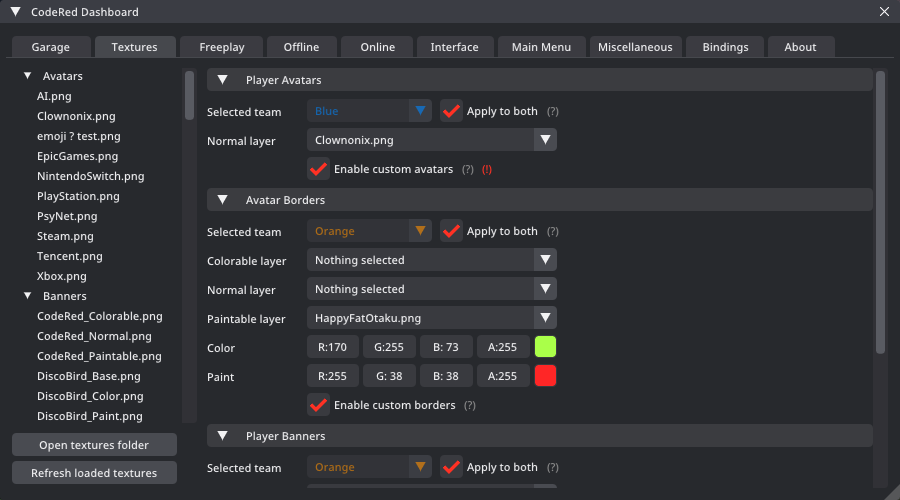 CodeRed Dashboard
Garage Textures Freeplay Offline Online Interface Main Menu Miscellaneous Bindings About
Avatars
AI.png
Clownonix.png
emoji ? test.png
EpicGames.png
NintendoSwitch.png
PlayStation.png
PsyNet.png
Steam.png
Tencent.png
Xbox.png
Banners
CodeRed_Colorable.png
CodeRed_Normal.png
CodeRed_Paintable.png
DiscoBird_Base.png
DiscoBird_Color.png
DiscoBird_Paint.png
Open textures folder
Refresh loaded textures
Player Avatars
Selected team Blue Apply to both (?)
Normal layer Clownonix.png
Enable custom avatars (?) (!)
Avatar Borders
Selected team Orange Apply to both (?)
Colorable layer Nothing selected
Normal layer Nothing selected
Paintable layer HappyFatOtaku.png
Color R:170 G:255 B: 73 A:255
Paint R:255 G: 38 B: 38 A:255
Enable custom borders (?)
Player Banners
Selected team Orange Apply to both (?)